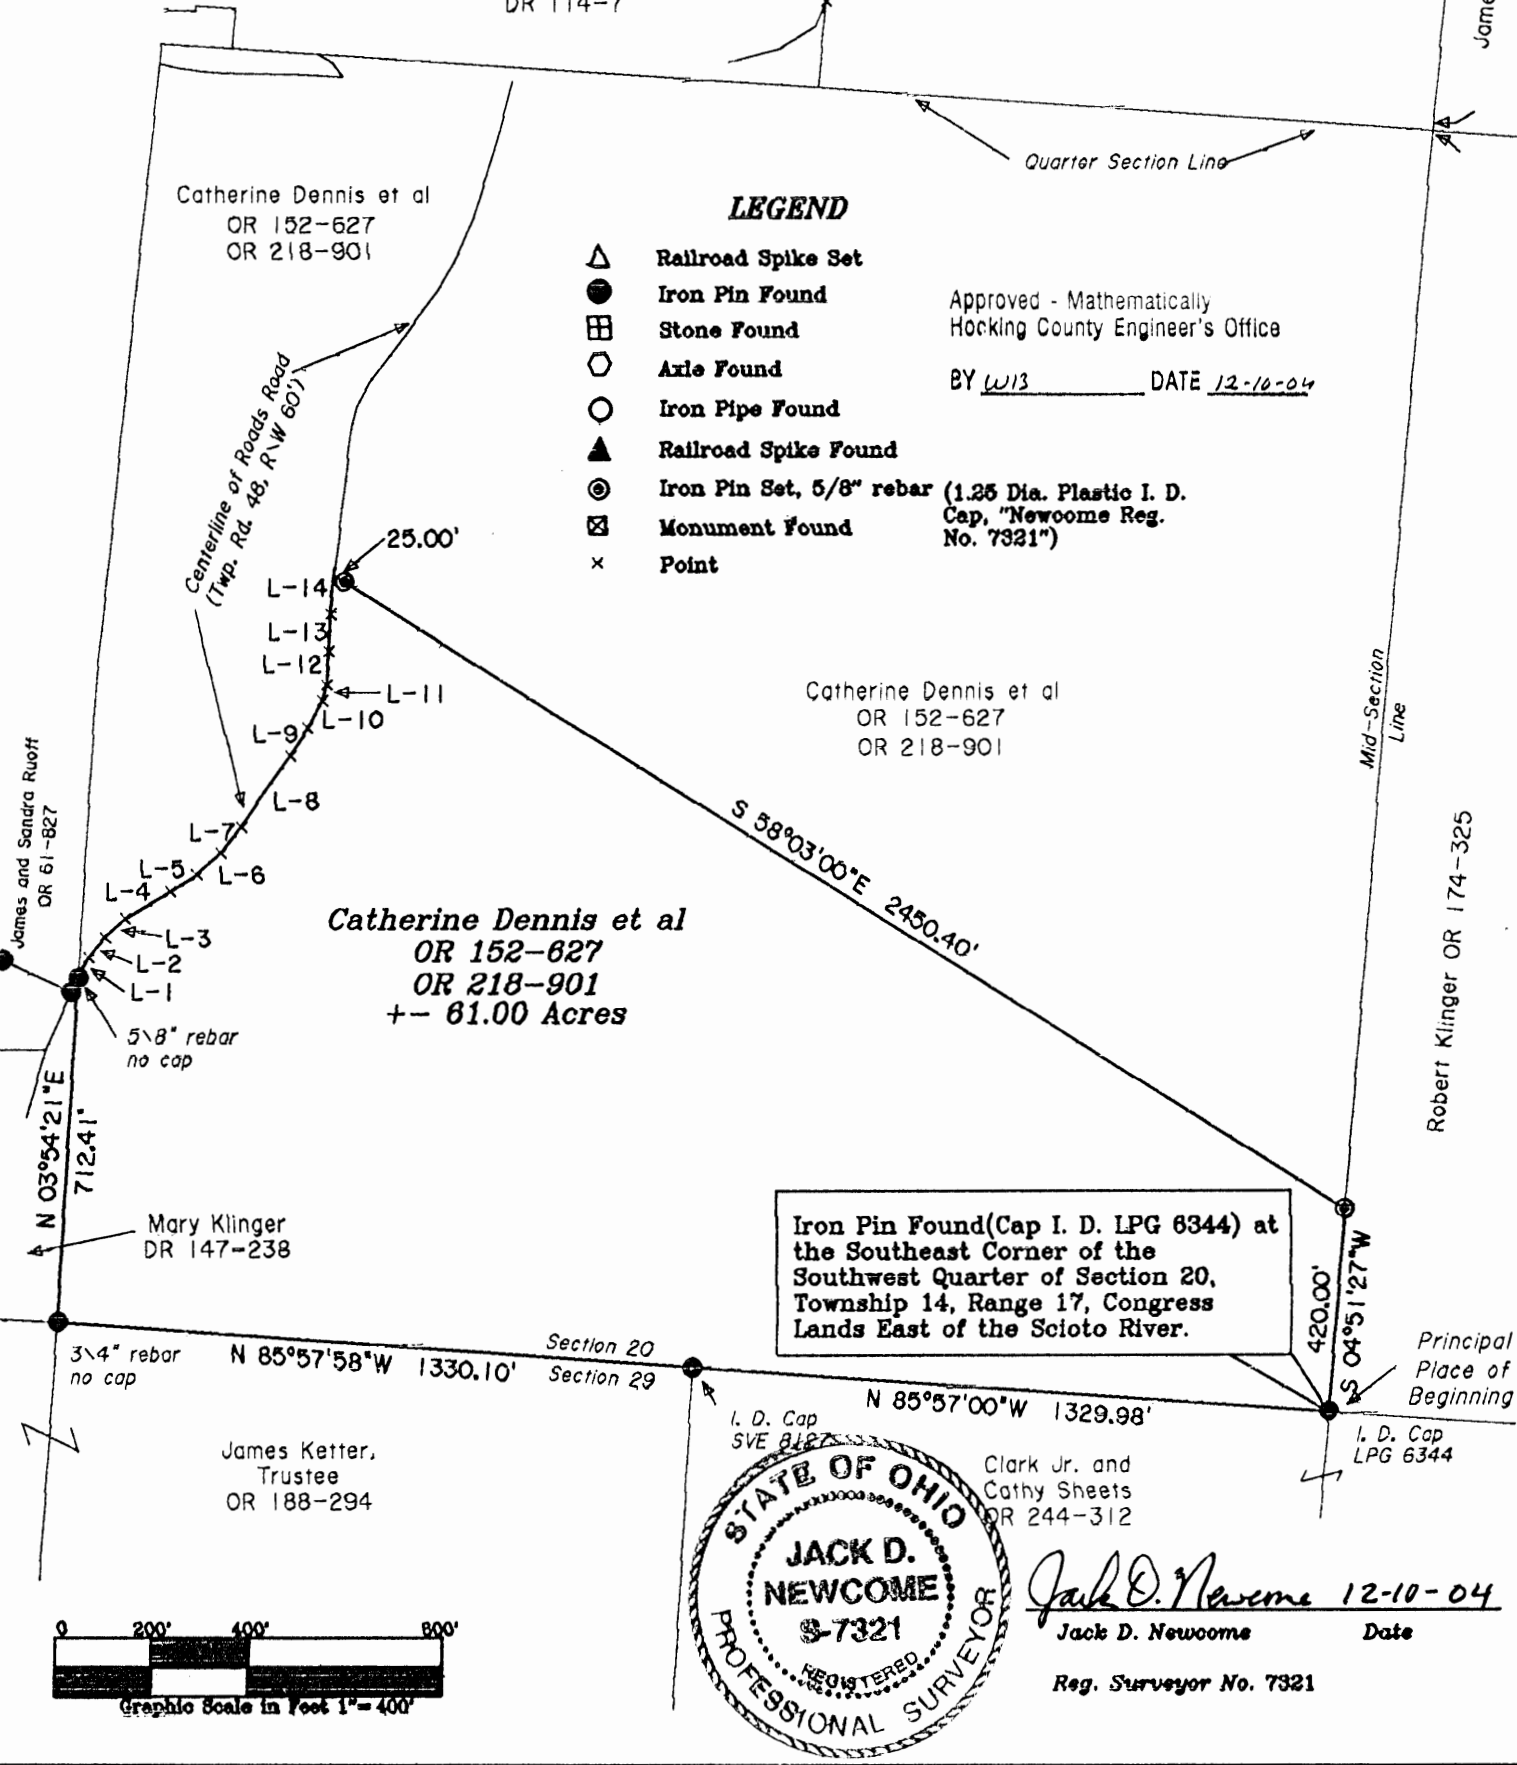 DR 114-7
Jame
Quarter Section Line
Catherine Dennis et al
OR 152-627
OR 218-901
LEGEND
Railroad Spike Set
Iron Pin Found
Stone Found
Axle Found
Iron Pipe Found
Railroad Spike Found
Iron Pin Set, 5/8" rebar (1.25 Dia. Plastic I. D.
Cap, "Newcome Reg.
No. 7321")
Monument Found
Point
Approved - Mathematically
Hocking County Engineer's Office
BY WB DATE 12-10-04
Centerline of Roads Road
(Twp. Rd. 48, R\W 60')
25.00'
L-14
L-13
L-12
L-11
L-10
L-9
L-8
L-7
L-6
L-5
L-4
L-3
L-2
L-1
Catherine Dennis et al
OR 152-627
OR 218-901
Mid-Section
Line
James and Sandra Ruoff
OR 61-827
S 58°03'00"E 2450.40'
Robert Klinger OR 174-325
Catherine Dennis et al
OR 152-627
OR 218-901
+- 61.00 Acres
5\8" rebar
no cap
N 03°54'21"E
712.41"
Mary Klinger
DR 147-238
Iron Pin Found(Cap I. D. LPG 6344) at
the Southeast Corner of the
Southwest Quarter of Section 20,
Township 14, Range 17, Congress
Lands East of the Scioto River.
420.00'
S 04°51'27"W
Principal
Place of
Beginning
3\4" rebar
no cap
N 85°57'58"W 1330.10'
Section 20
Section 29
N 85°57'00"W 1329.98'
I. D. Cap
SVE 8127
I. D. Cap
LPG 6344
James Ketter,
Trustee
OR 188-294
Clark Jr. and
Cathy Sheets
OR 244-312
STATE OF OHIO
JACK D.
NEWCOME
S-7321
REGISTERED
PROFESSIONAL SURVEYOR
Jack D. Newcome 12-10-04
Jack D. Newcome Date
Reg. Surveyor No. 7321
0 200' 400' 800'
Graphic Scale in Feet 1"= 400'